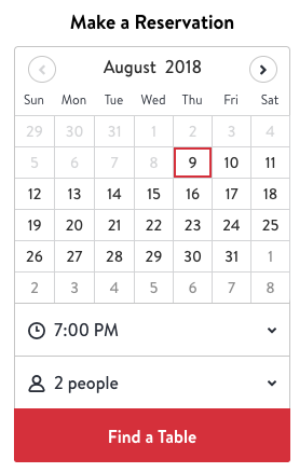 Make a Reservation
August 2018
Sun Mon Tue Wed Thu Fri Sat
29 30 31 1 2 3 4
5 6 7 8 9 10 11
12 13 14 15 16 17 18
19 20 21 22 23 24 25
26 27 28 29 30 31 1
2 3 4 5 6 7 8
7:00 PM
2 people
Find a Table